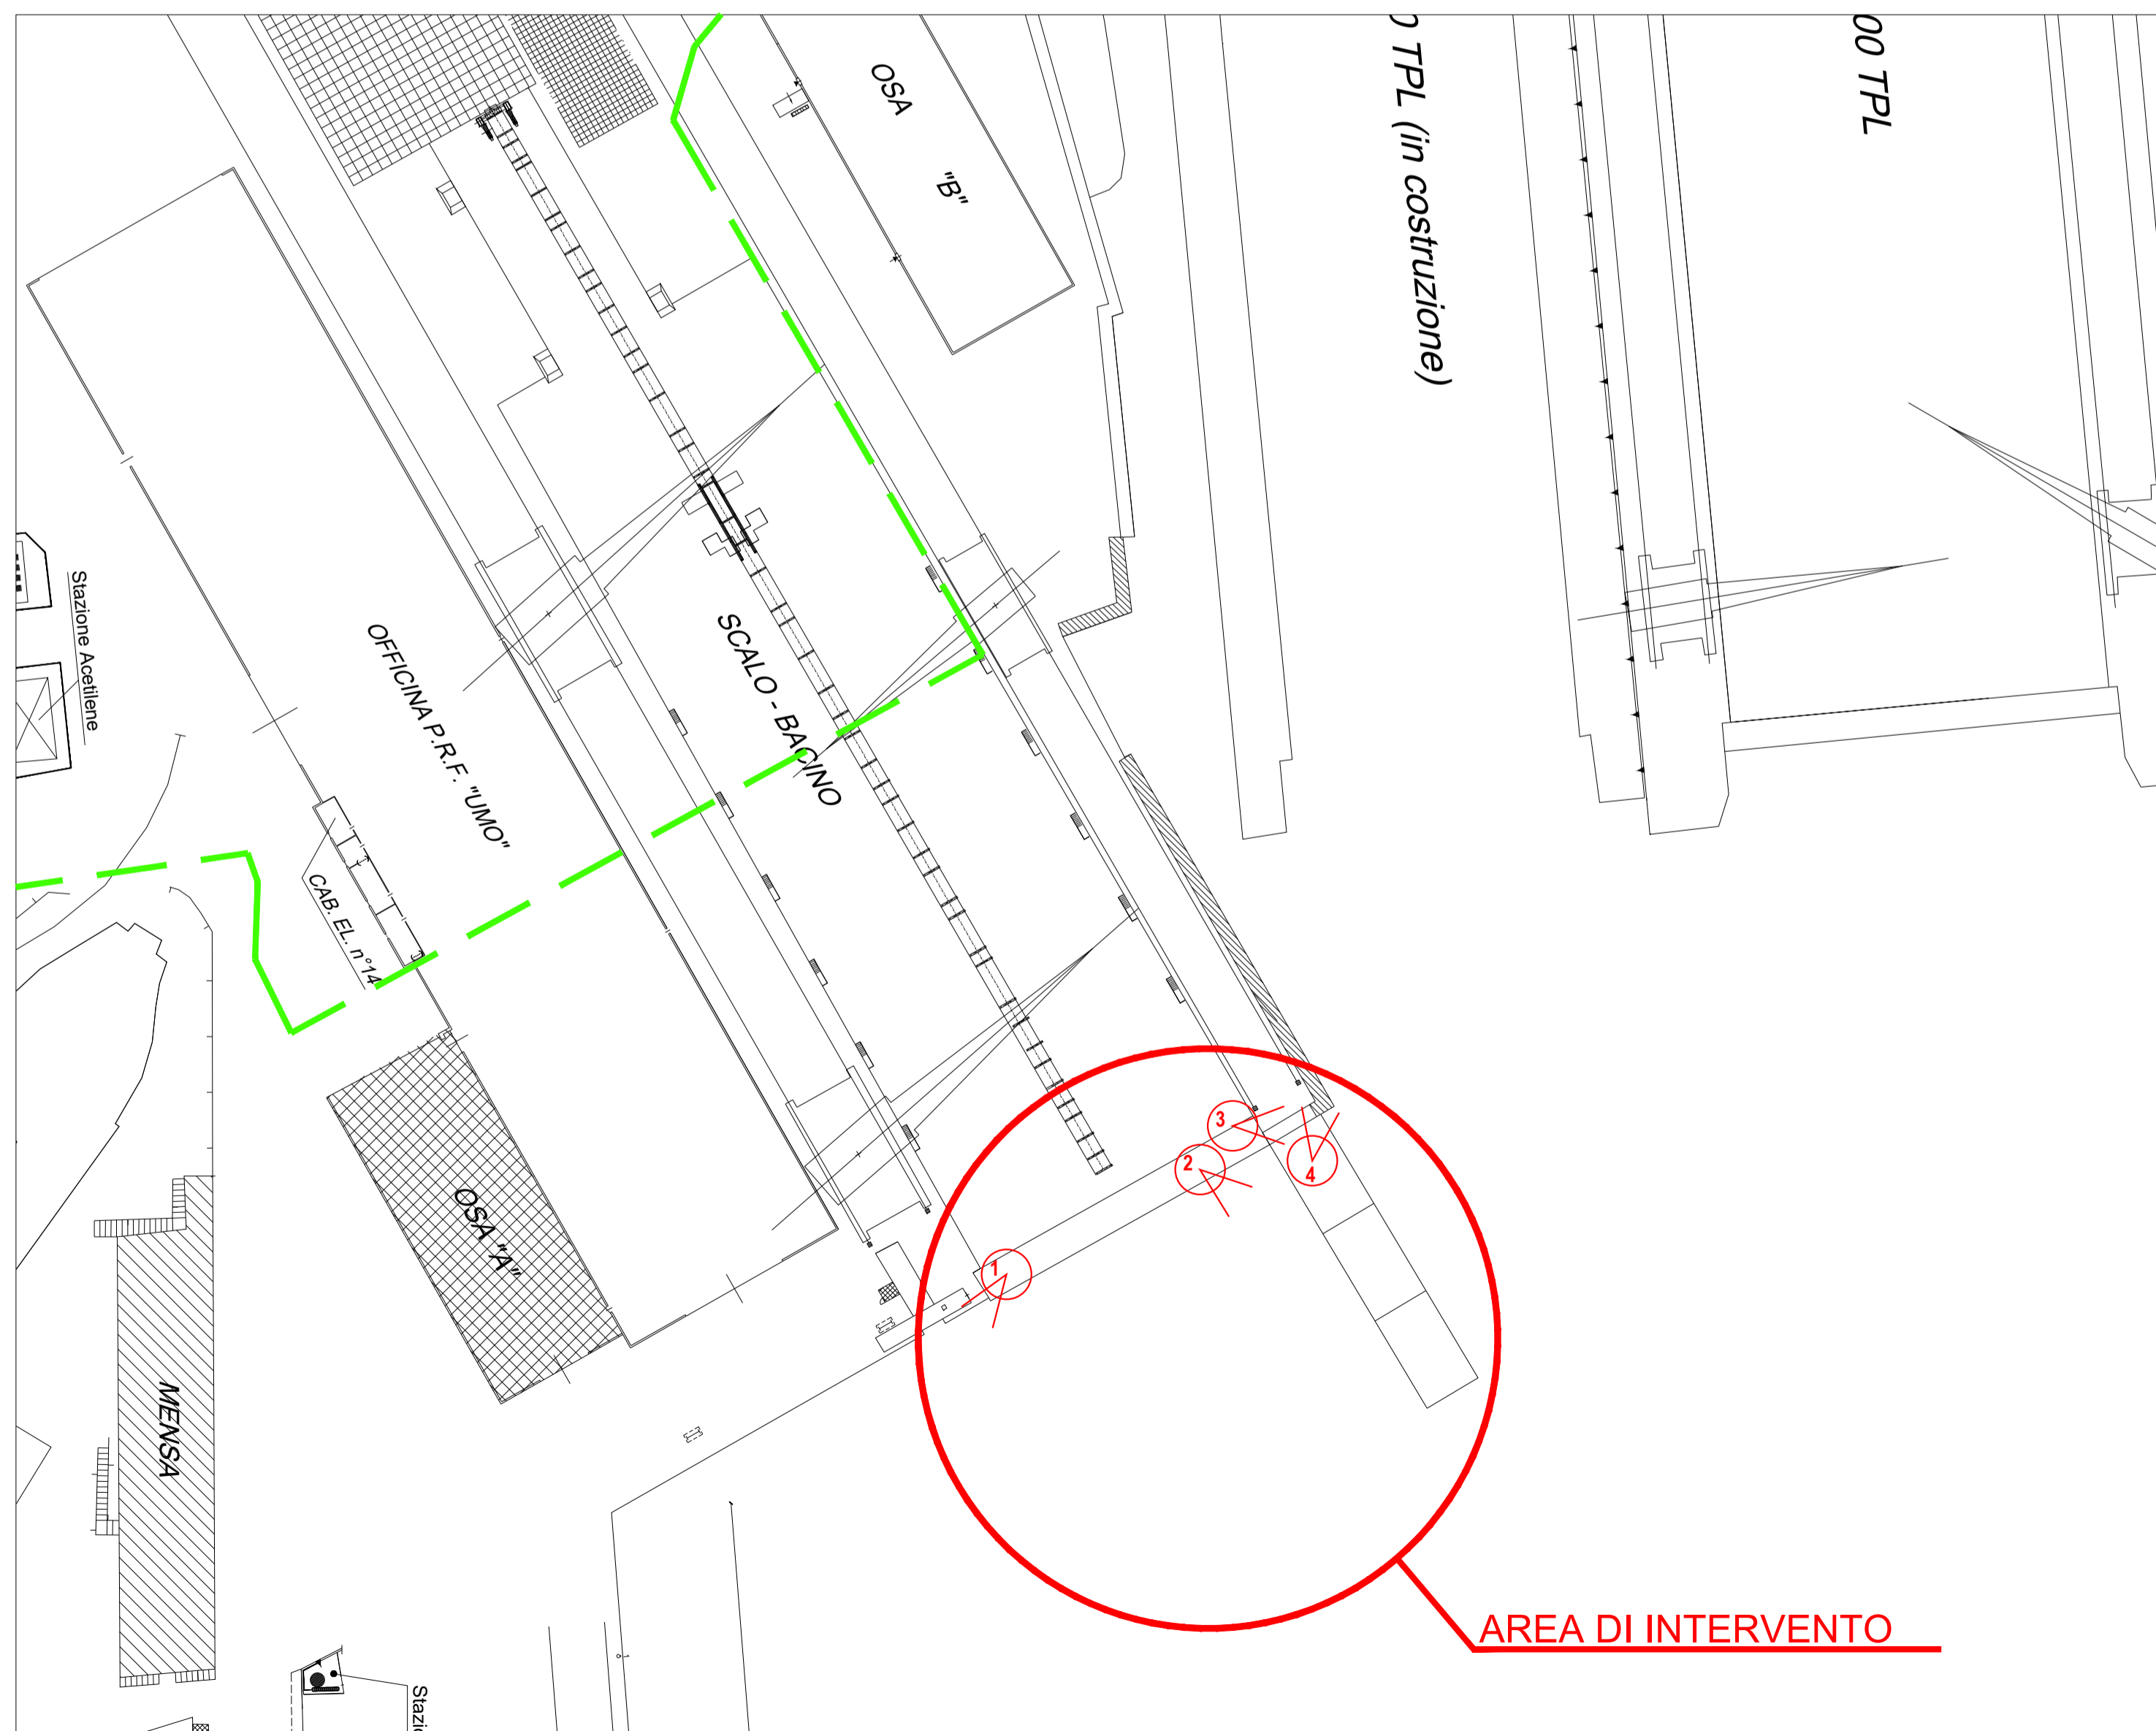 OSA
"B"
0 TPL (in costruzione)
00 TPL
Stazione Acetilene
OFFICINA P.R.F. "UMO"
SCALO - BACINO
CAB. EL. n°14
3
2
4
1
OSA "A"
MENSA
AREA DI INTERVENTO
Stazi